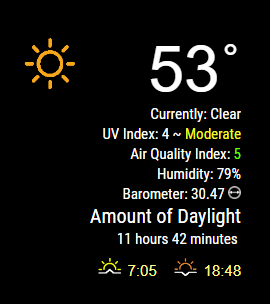 53°
Currently: Clear
UV Index: 4 ~ Moderate
Air Quality Index: 5
Humidity: 79%
Barometer: 30.47
Amount of Daylight
11 hours 42 minutes
7:05 18:48